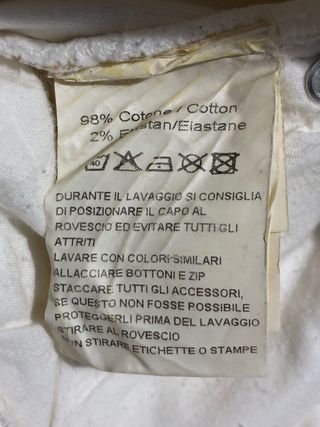 98% Cotone / Cotton
2% Elastan/Elastane
40
DURANTE IL LAVAGGIO SI CONSIGLIA
DI POSIZIONARE IL CAPO AL
ROVESCIO ED EVITARE TUTTI GLI
ATTRITI
LAVARE CON COLORI SIMILARI
ALLACCIARE BOTTONI E ZIP
STACCARE TUTTI GLI ACCESSORI,
SE QUESTO NON FOSSE POSSIBILE
PROTEGGERLI PRIMA DEL LAVAGGIO
STIRARE AL ROVESCIO
NON STIRARE ETICHETTE O STAMPE